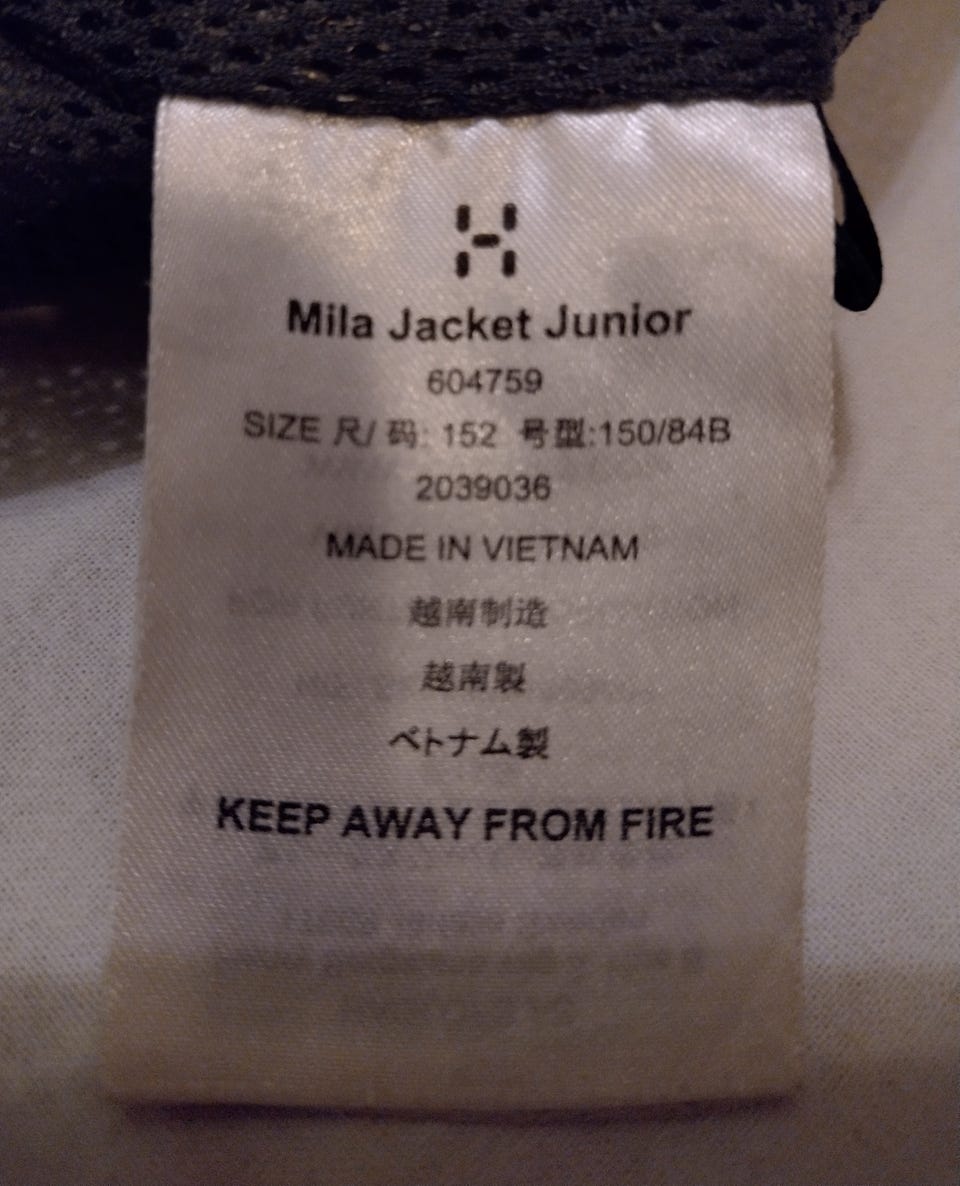 Mila Jacket Junior
604759
SIZE 尺/ 码: 152 号型:150/84B
2039036
MADE IN VIETNAM
越南制造
越南製
ベトナム製
KEEP AWAY FROM FIRE